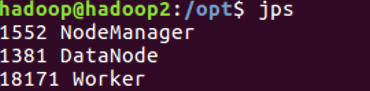 hadoop@hadoop2:/opt$ jps
1552 NodeManager
1381 DataNode
18171 Worker